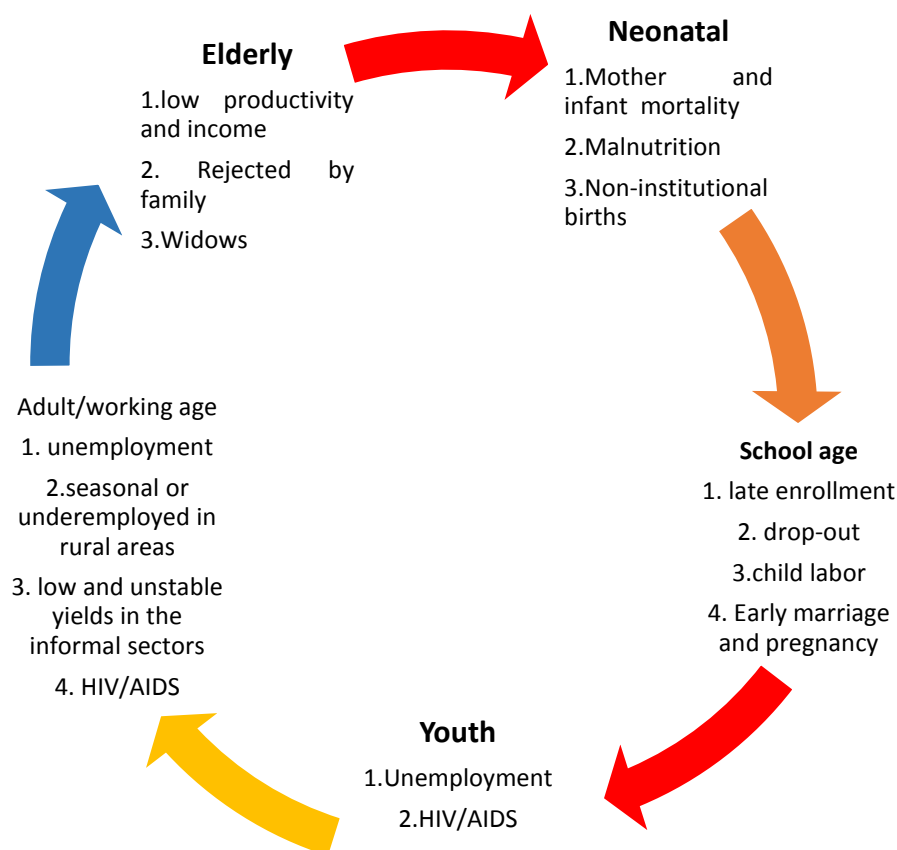 Elderly
1.low productivity
and income
2. Rejected by
family
3.Widows
Neonatal
1.Mother and
infant mortality
2.Malnutrition
3.Non-institutional
births
School age
1. late enrollment
2. drop-out
3.child labor
4. Early marriage
and pregnancy
Youth
1.Unemployment
2.HIV/AIDS
Adult/working age
1. unemployment
2.seasonal or
underemployed in
rural areas
3. low and unstable
yields in the
informal sectors
4. HIV/AIDS